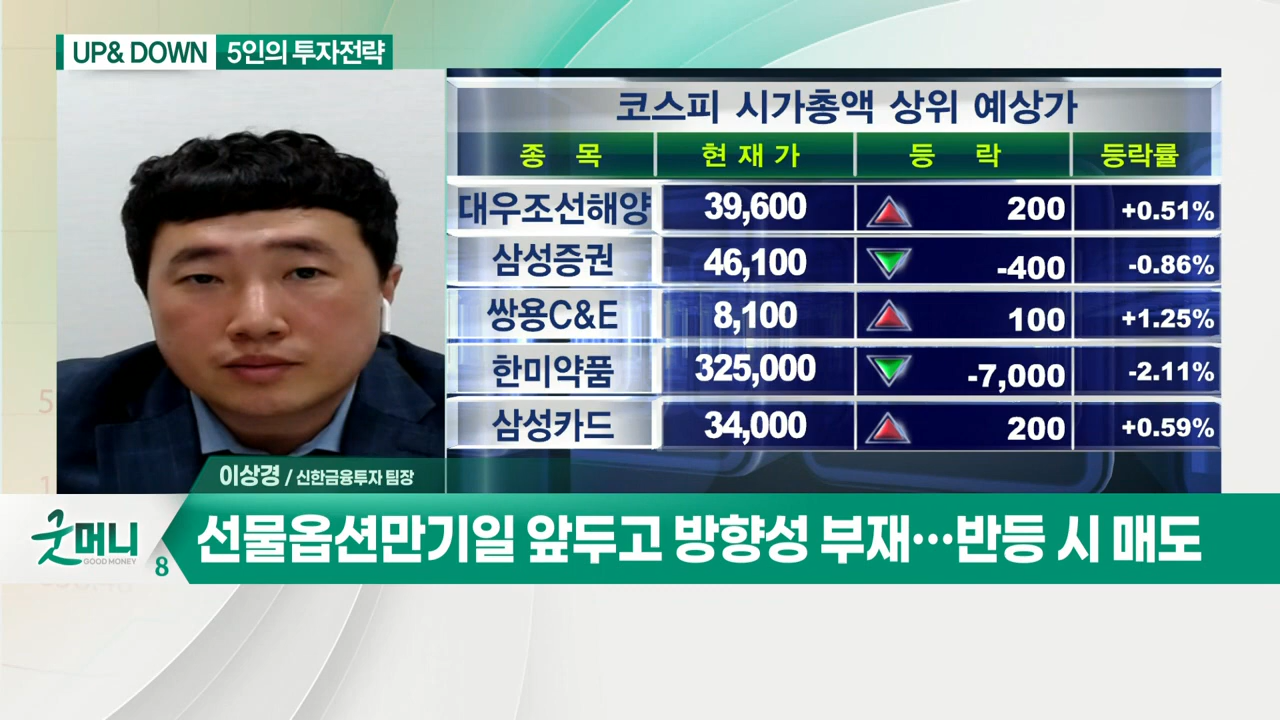 UP& DOWN 5인의 투자전략
코스피 시가총액 상위 예상가
종 목 현 재 가 등 락 등락률
대우조선해양 39,600 200 +0.51%
삼성증권 46,100 -400 -0.86%
쌍용C&E 8,100 100 +1.25%
한미약품 325,000 -7,000 -2.11%
삼성카드 34,000 200 +0.59%
이상경 / 신한금융투자 팀장
굿머니 GOOD MONEY 8
선물옵션만기일 앞두고 방향성 부재…반등 시 매도
5
1